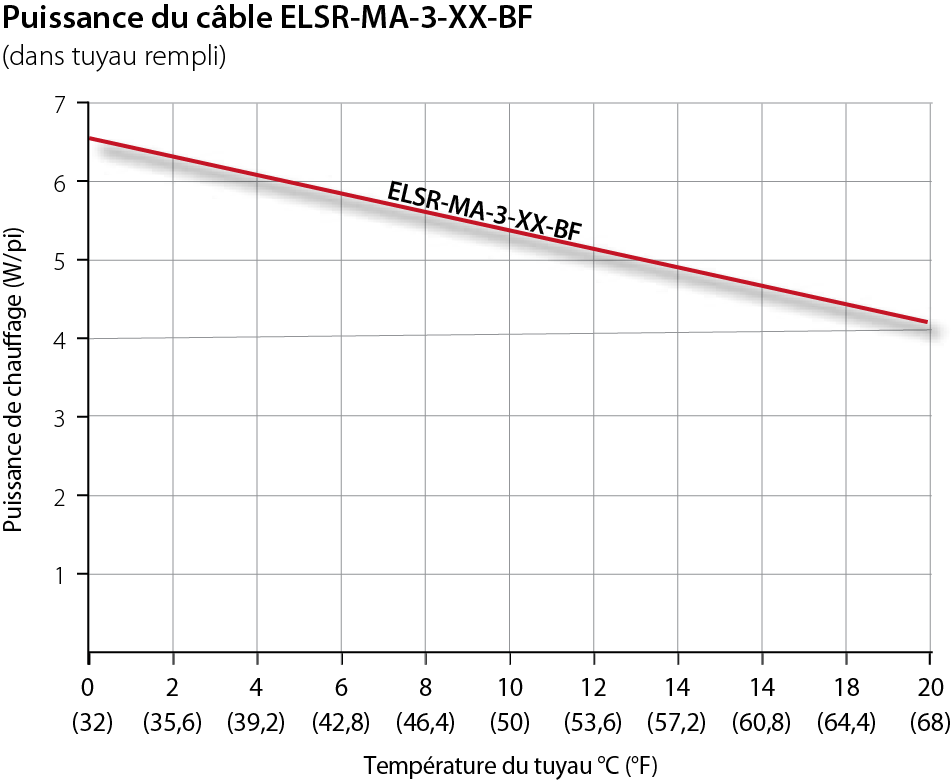 Puissance du câble ELSR-MA-3-XX-BF
(dans tuyau rempli)
7
6
5
4
3
2
1
Puissance de chauffage (W/pi)
ELSR-MA-3-XX-BF
0 2 4 6 8 10 12 14 14 18 20
(32) (35,6) (39,2) (42,8) (46,4) (50) (53,6) (57,2) (60,8) (64,4) (68)
Température du tuyau °C (°F)